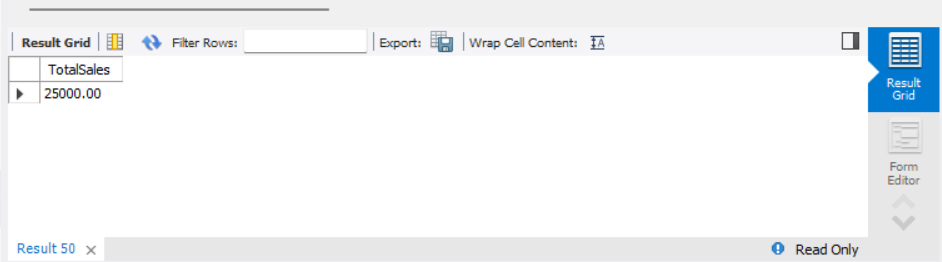 Result Grid Filter Rows: Export: Wrap Cell Content: IA
TotalSales
25000.00
Result
Grid
Form
Editor
Result 50 ×
Read Only